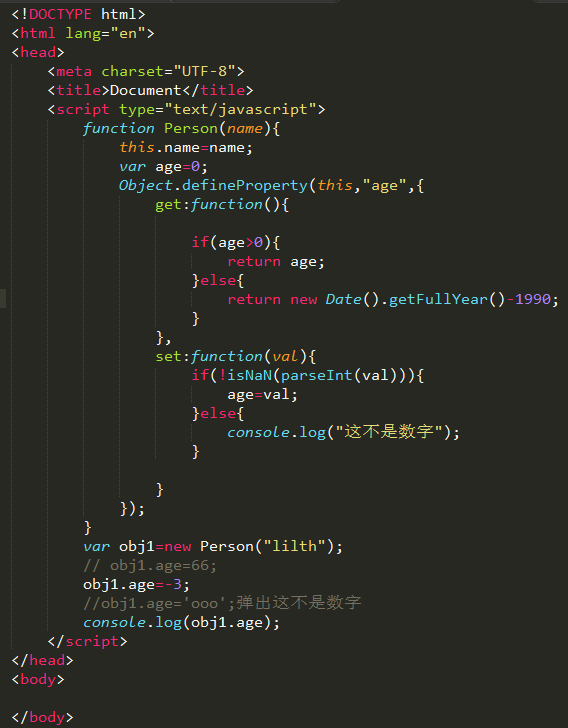 <!DOCTYPE html>
<html lang="en">
<head>
    <meta charset="UTF-8">
    <title>Document</title>
    <script type="text/javascript">
        function Person(name){
            this.name=name;
            var age=0;
            Object.defineProperty(this,"age",{
                get:function(){
                    if(age>0){
                        return age;
                    }else{
                        return new Date().getFullYear()-1990;
                    }
                },
                set:function(val){
                    if(!isNaN(parseInt(val))){
                        age=val;
                    }else{
                        console.log("这不是数字");
                    }
                }
            });
        }
        var obj1=new Person("lilth");
        // obj1.age=66;
        obj1.age=-3;
        //obj1.age='ooo';弹出这不是数字
        console.log(obj1.age);
    </script>
</head>
<body>
</body>